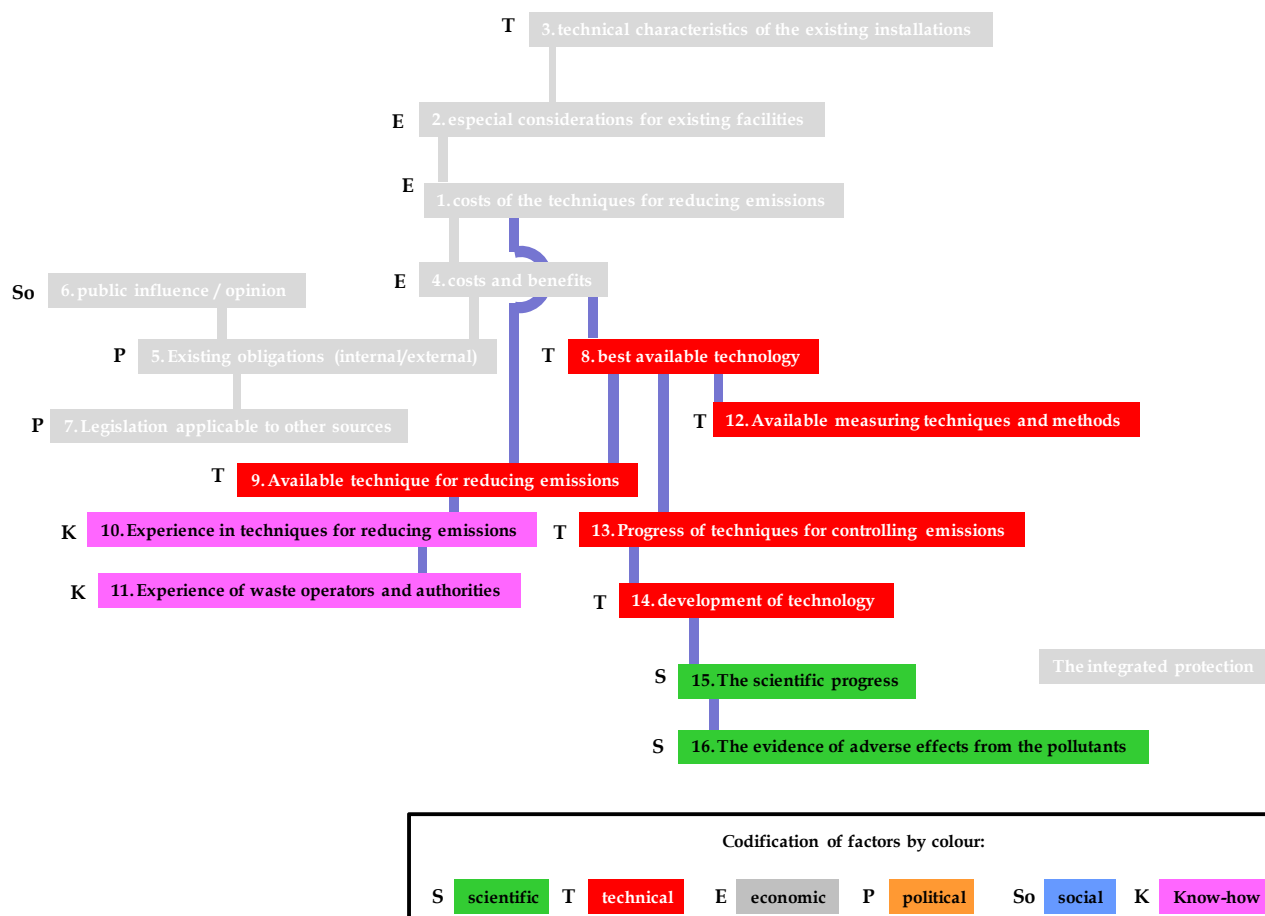 T 3. technical characteristics of the existing installations
E 2. especial considerations for existing facilities
E 1. costs of the techniques for reducing emissions
So 6. public influence / opinion
E 4. costs and benefits
P 5. Existing obligations (internal/external)
T 8. best available technology
P 7. Legislation applicable to other sources
T 12. Available measuring techniques and methods
T 9. Available technique for reducing emissions
K 10. Experience in techniques for reducing emissions
T 13. Progress of techniques for controlling emissions
K 11. Experience of waste operators and authorities
T 14. development of technology
The integrated protection
S 15. The scientific progress
S 16. The evidence of adverse effects from the pollutants
Codification of factors by colour:
S scientific T technical E economic P political So social K Know-how